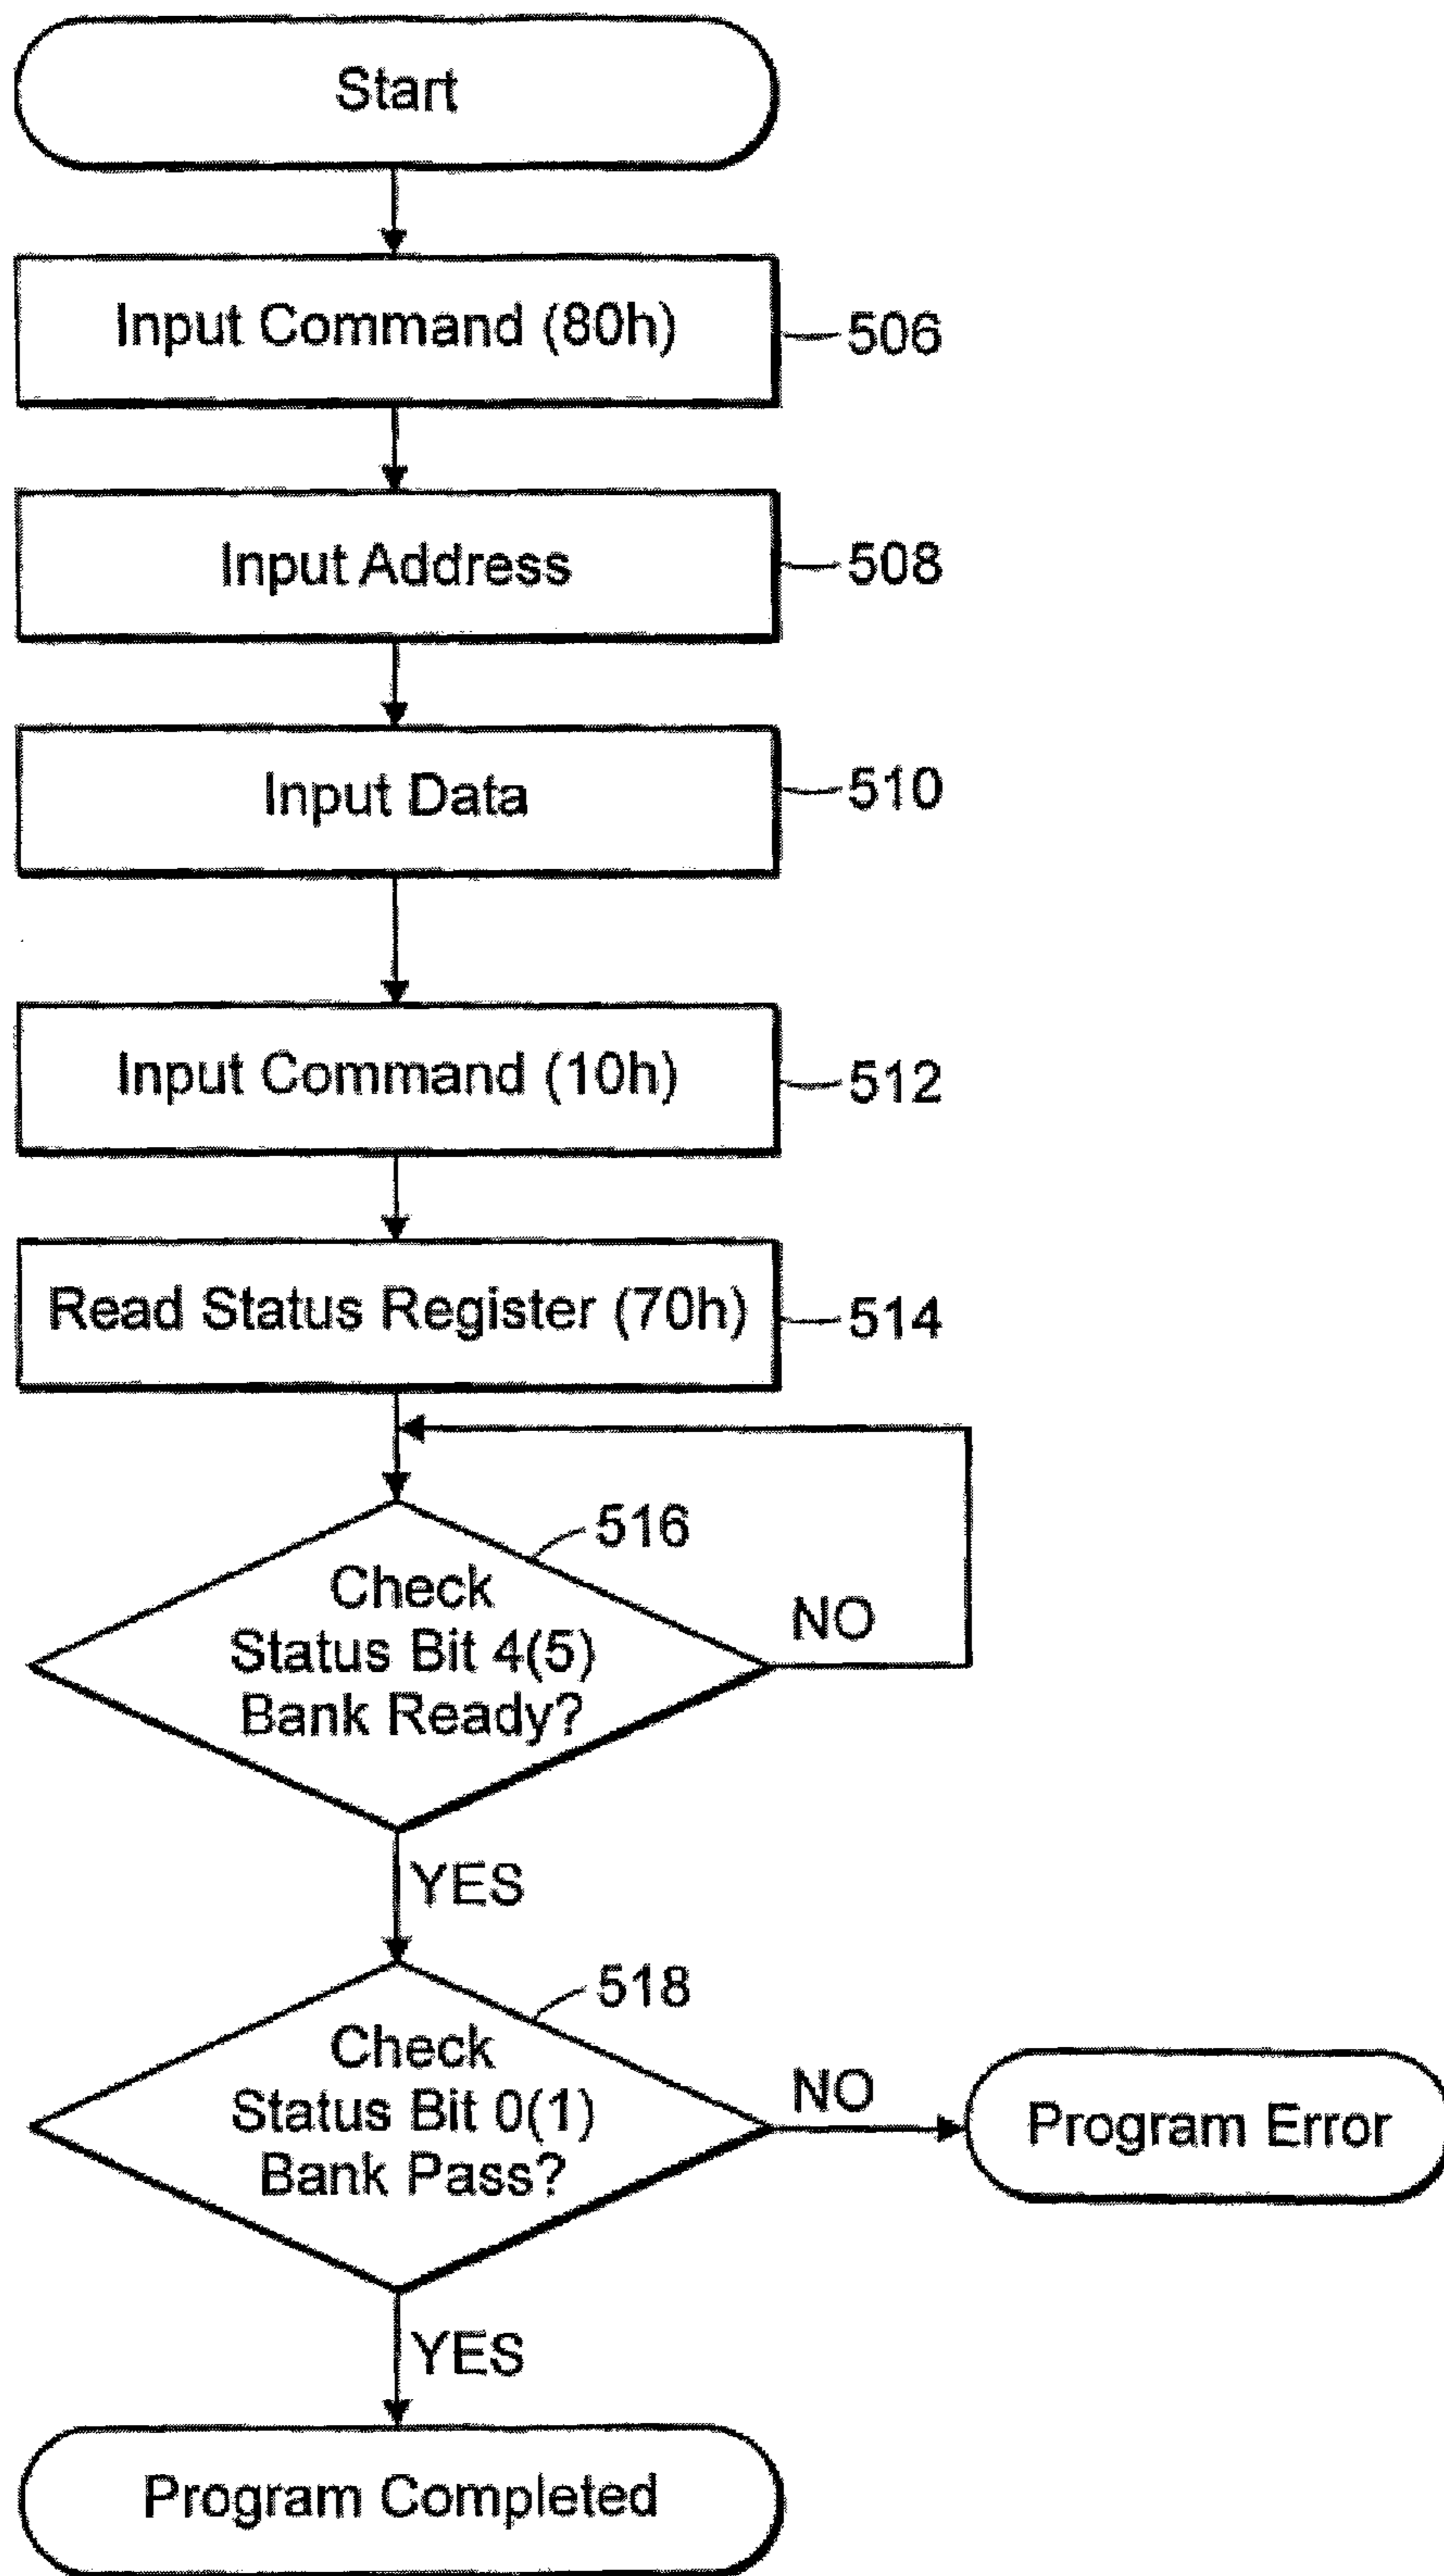 Start
Input Command (80h)
506
Input Address
508
Input Data
510
Input Command (10h)
512
Read Status Register (70h)
514
516
Check
Status Bit 4(5)
Bank Ready?
NO
YES
518
Check
Status Bit 0(1)
Bank Pass?
NO
Program Error
YES
Program Completed